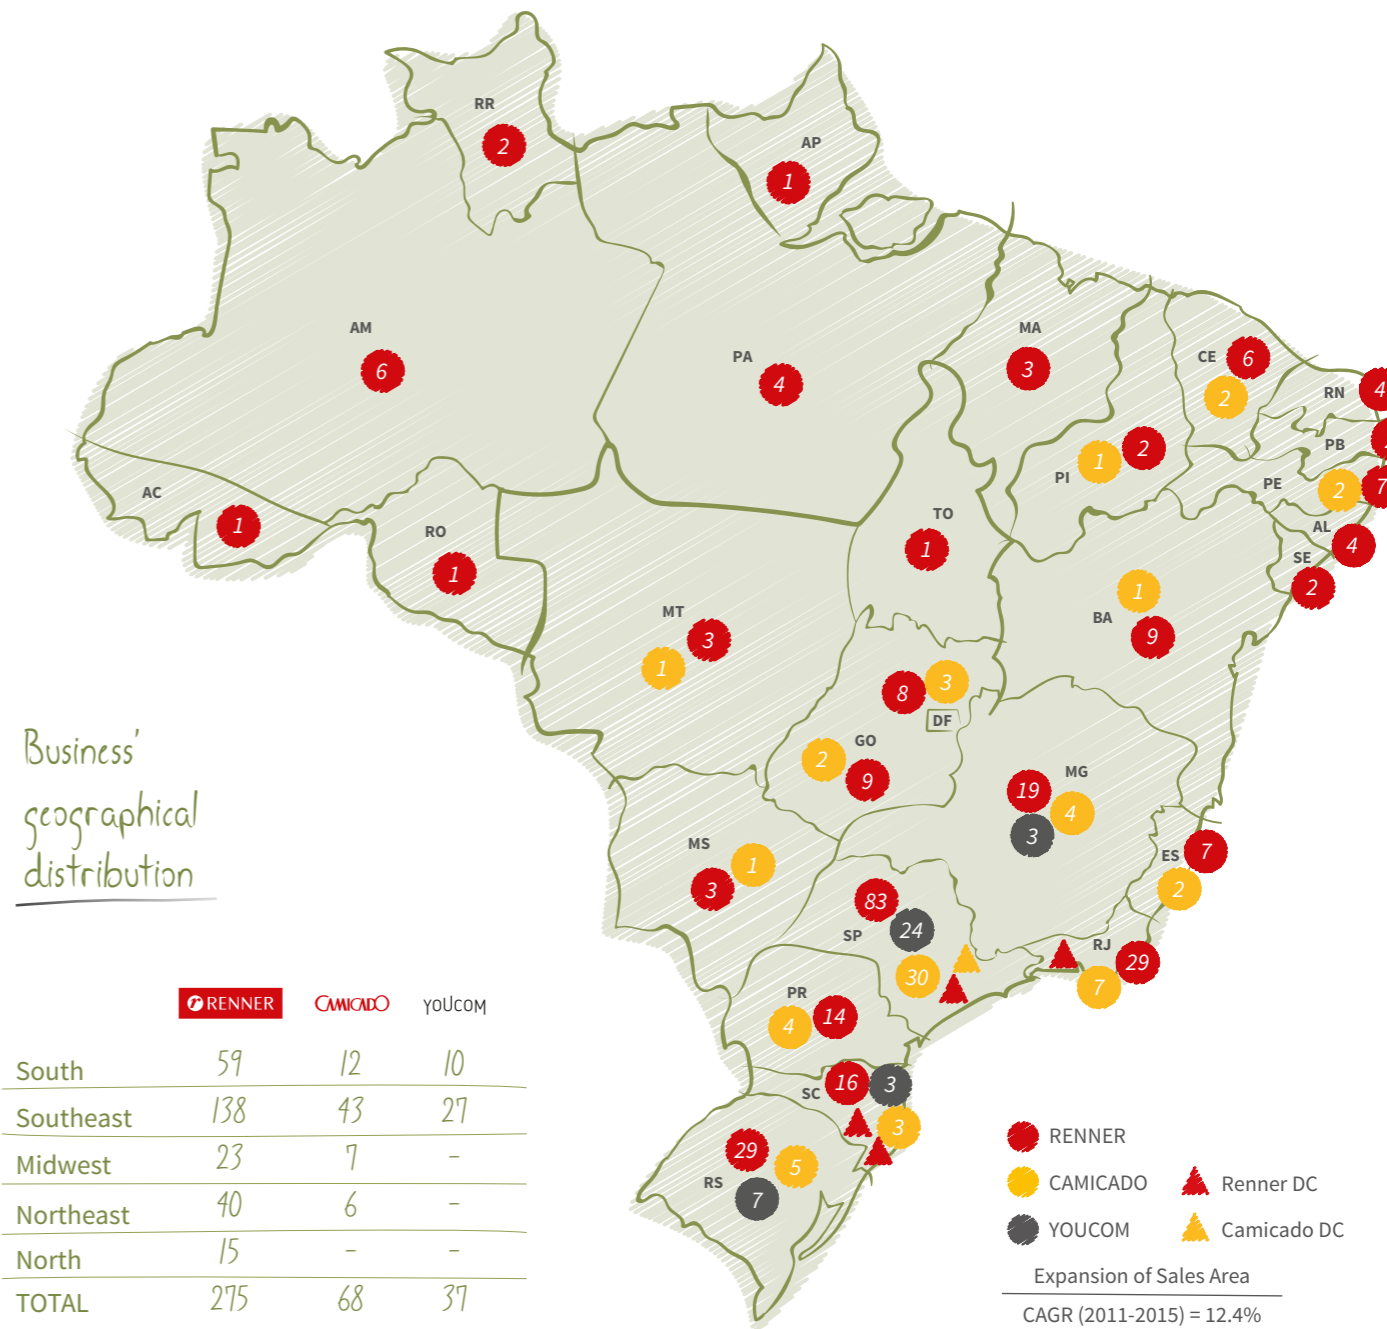 RR
2
AP
1
AM
6
PA
4
MA
3
CE
6
2
RN
4
PB
PI
1
2
PE
2
7
AC
1
RO
1
TO
1
AL
4
SE
2
MT
3
1
BA
1
9
8
3
DF
GO
2
9
MG
19
4
3
MS
1
3
ES
7
2
SP
83
24
30
RJ
29
7
PR
4
14
SC
16
3
3
RS
29
5
7
Business'
geographical
distribution
RENNER CAMICADO YOUCOM
South 59 12 10
Southeast 138 43 27
Midwest 23 7 -
Northeast 40 6 -
North 15 - -
TOTAL 275 68 37
RENNER
CAMICADO
YOUCOM
Renner DC
Camicado DC
Expansion of Sales Area
CAGR (2011-2015) = 12.4%